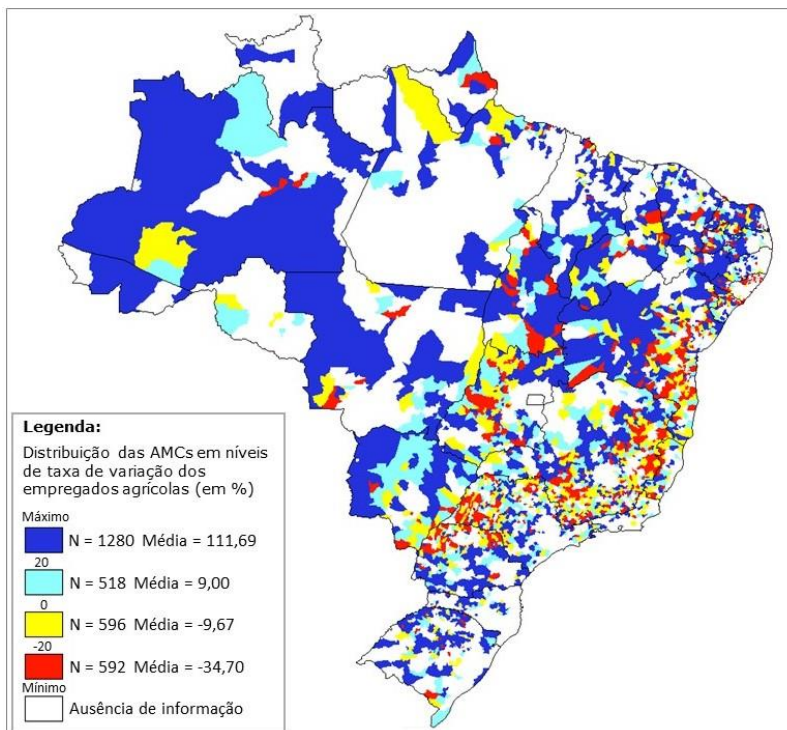 Legenda:
Distribuição das AMCs em níveis
de taxa de variação dos
empregados agrícolas (em %)
Máximo
N = 1280 Média = 111,69
20
N = 518 Média = 9,00
0
N = 596 Média = -9,67
-20
N = 592 Média = -34,70
Mínimo
Ausência de informação